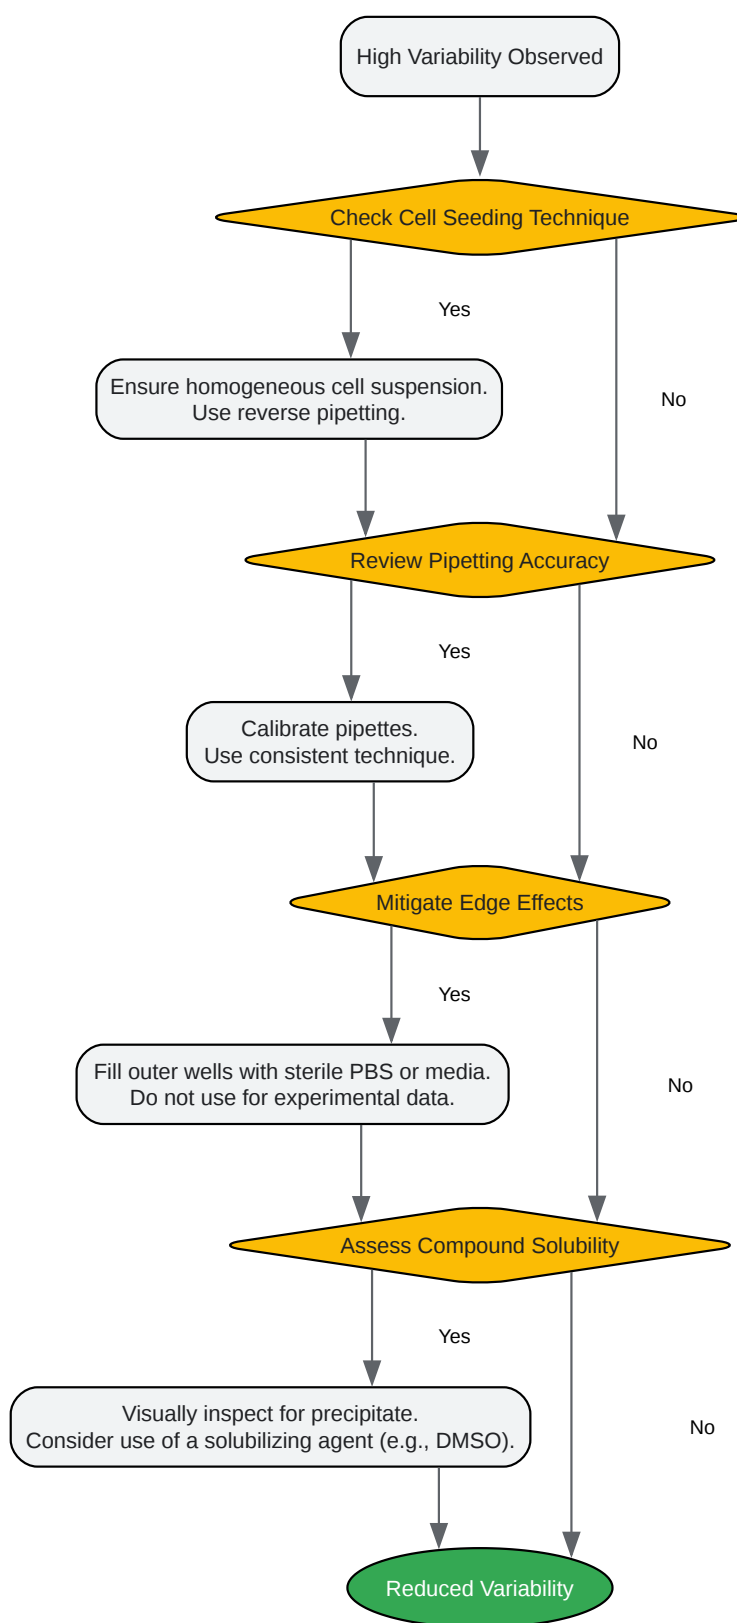 High Variability Observed
Check Cell Seeding Technique
Yes
Ensure homogeneous cell suspension.
Use reverse pipetting.
No
Review Pipetting Accuracy
Yes
Calibrate pipettes.
Use consistent technique.
No
Mitigate Edge Effects
Yes
Fill outer wells with sterile PBS or media.
Do not use for experimental data.
No
Assess Compound Solubility
Yes
Visually inspect for precipitate.
Consider use of a solubilizing agent (e.g., DMSO).
No
Reduced Variability